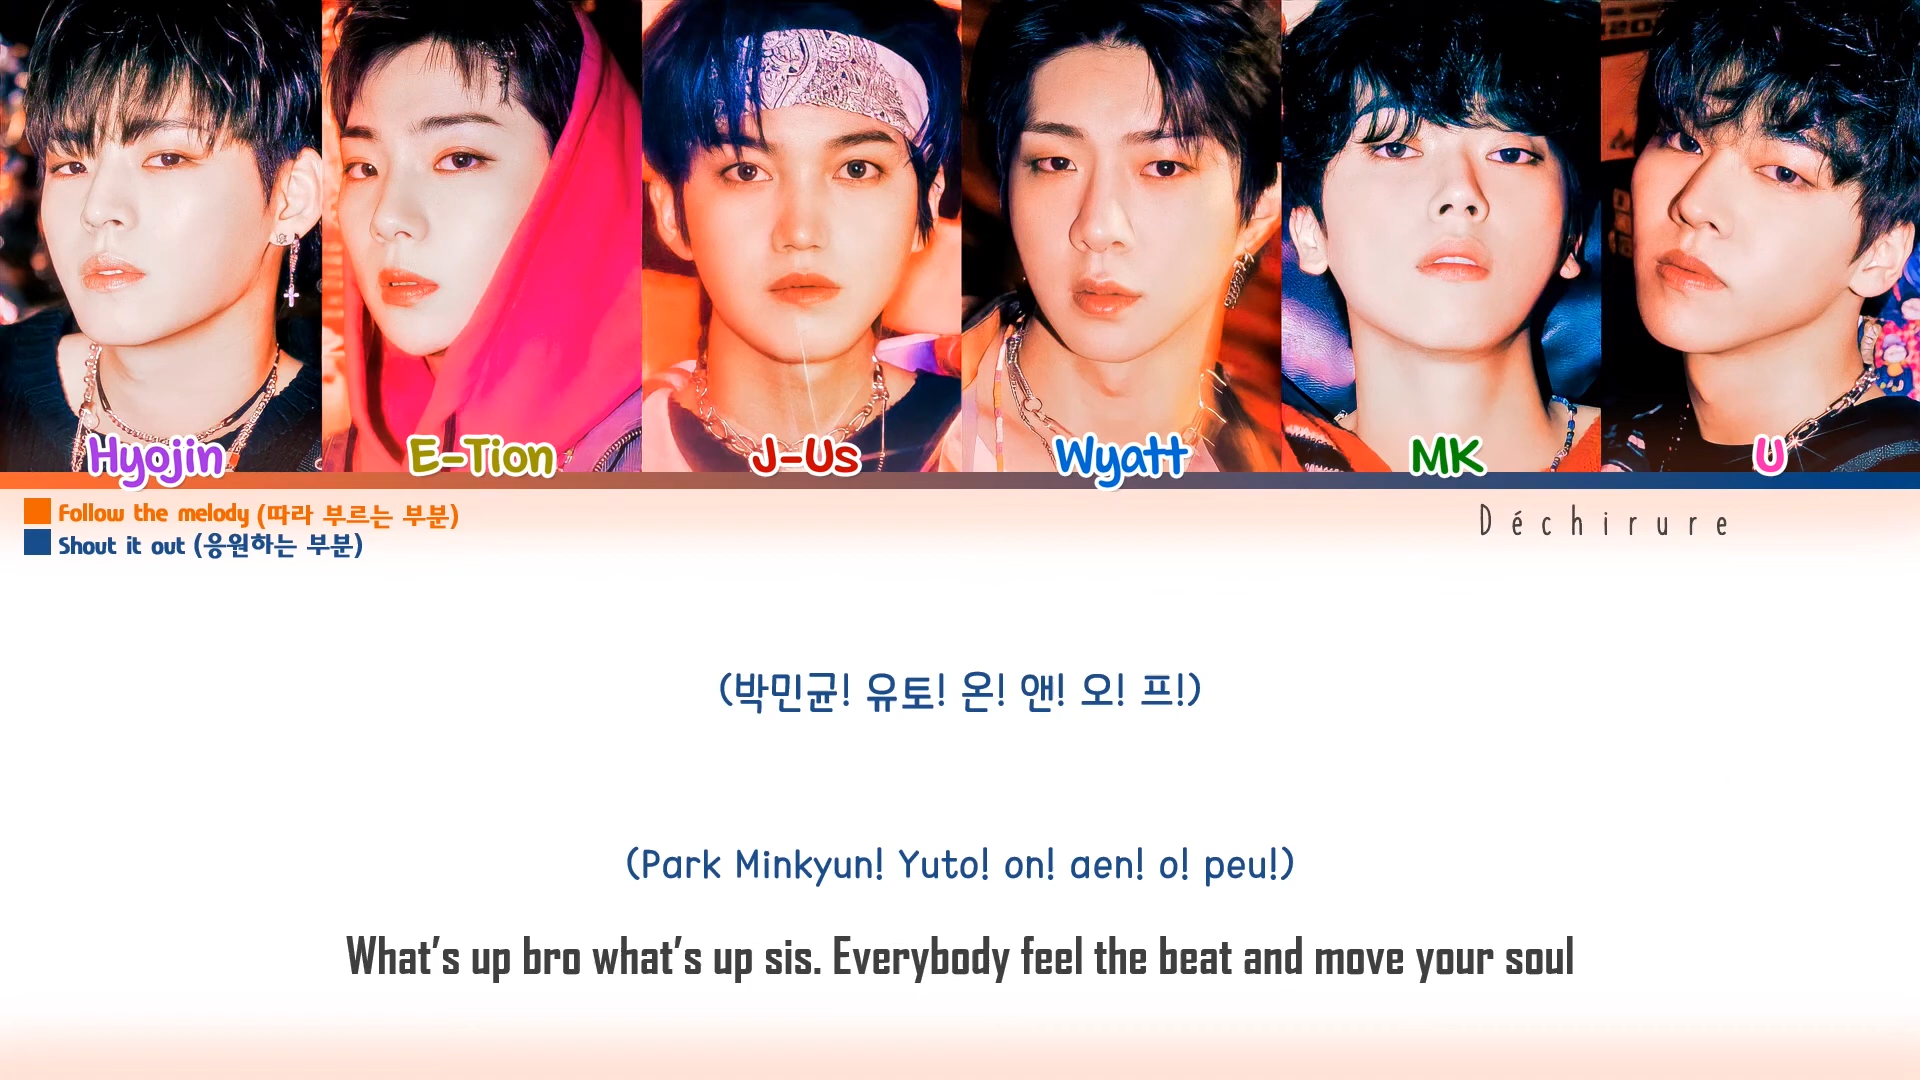 Hyojin
E-Tion
J-Us
Wyatt
MK
U
Follow the melody (따라 부르는 부분)
Shout it out (응원하는 부분)
Déchirure
(박민균! 유토! 온! 앤! 오! 프!)
(Park Minkyun! Yuto! on! aen! o! peu!)
What's up bro what's up sis. Everybody feel the beat and move your soul